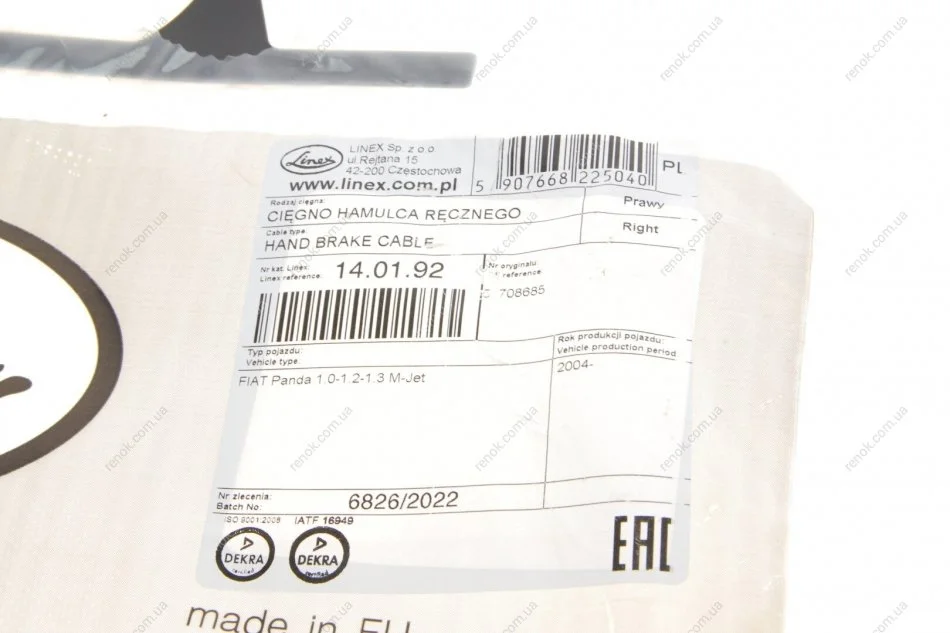 Linex
LINEX Sp. z o.o.
ul.Rejtana 15
42-200 Częstochowa
www.linex.com.pl
5 907668 225040
PL
Rodzaj cięgna:
CIĘGNO HAMULCA RĘCZNEGO
Prawy
Cable type:
HAND BRAKE CABLE
Right
Nr kat. Linex:
Linex reference:
14.01.92
Nr oryginału:
reference
708685
Typ pojazdu:
Vehicle type:
Rok produkcji pojazdu:
Vehicle production period
FIAT Panda 1.0-1.2-1.3 M-Jet
2004-
Nr zlecenia:
Batch No:
6826/2022
ISO 9001:2008 IATF 16949
DEKRA
DEKRA
EAC
made in EU
renok.com.ua